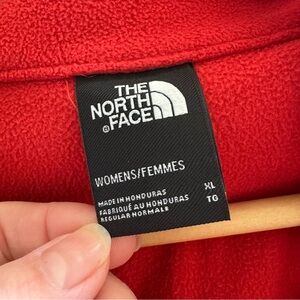 THE
NORTH
FACE
®
WOMENS/FEMMES
MADE IN HONDURAS XL
FABRIQUÉ AU HONDURAS TG
REGULAR NORMALE